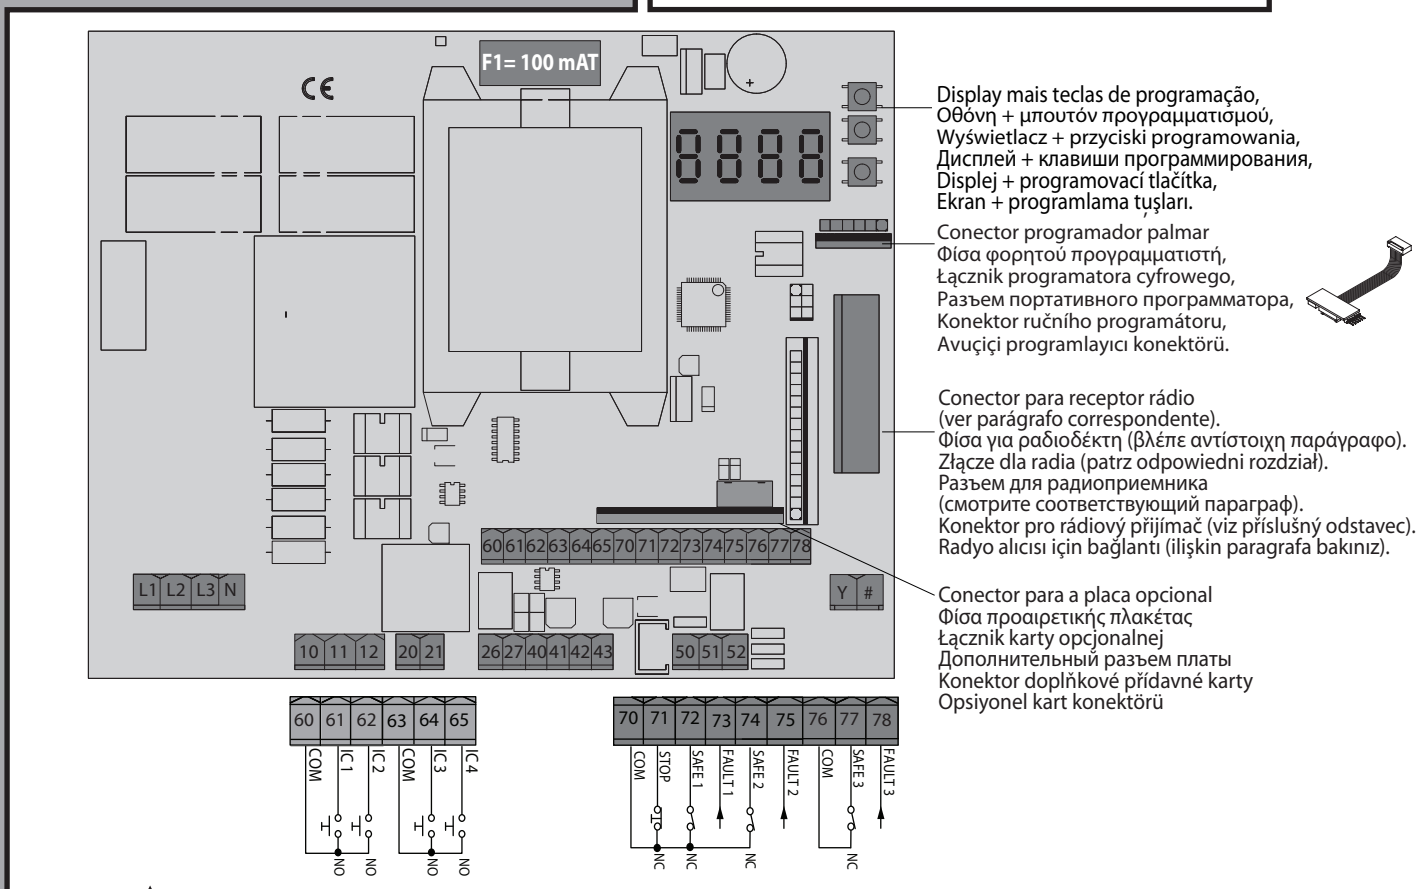 F1= 100 mAT
CE
+
8888
Display mais teclas de programação,
Οθόνη + μπουτόν προγραμματισμού,
Wyświetlacz + przyciski programowania,
Дисплей + клавиши программирования,
Displej + programovací tlačítka,
Ekran + programlama tuşları.
Conector programador palmar
Φίσα φορητού προγραμματιστή,
Łącznik programatora cyfrowego,
Разъем портативного программатора,
Konektor ručního programátoru,
Avuçiçi programlayıcı konektörü.
Conector para receptor rádio
(ver parágrafo correspondente).
Φίσα για ραδιοδέκτη (βλέπε αντίστοιχη παράγραφο).
Złącze dla radia (patrz odpowiedni rozdział).
Разъем для радиоприемника
(смотрите соответствующий параграф).
Konektor pro rádiový přijímač (viz příslušný odstavec).
Radyo alıcısı için bağlantı (ilişkin paragrafa bakınız).
Conector para a placa opcional
Φίσα προαιρετικής πλακέτας
Łącznik karty opcjonalnej
Дополнительный разъем платы
Konektor doplňkové přídavné karty
Opsiyonel kart konektörü
60 61 62 63 64 65 70 71 72 73 74 75 76 77 78
L1 L2 L3 N
Y #
10 11 12
20 21
26 27 40 41 42 43
50 51 52
60 61 62 63 64 65
COM IC 1 IC 2 COM IC 3 IC 4
NO NO NO NO
70 71 72 73 74 75 76 77 78
COM STOP SAFE 1 FAULT 1 SAFE 2 FAULT 2 COM SAFE 3 FAULT 3
NC NC NC NC